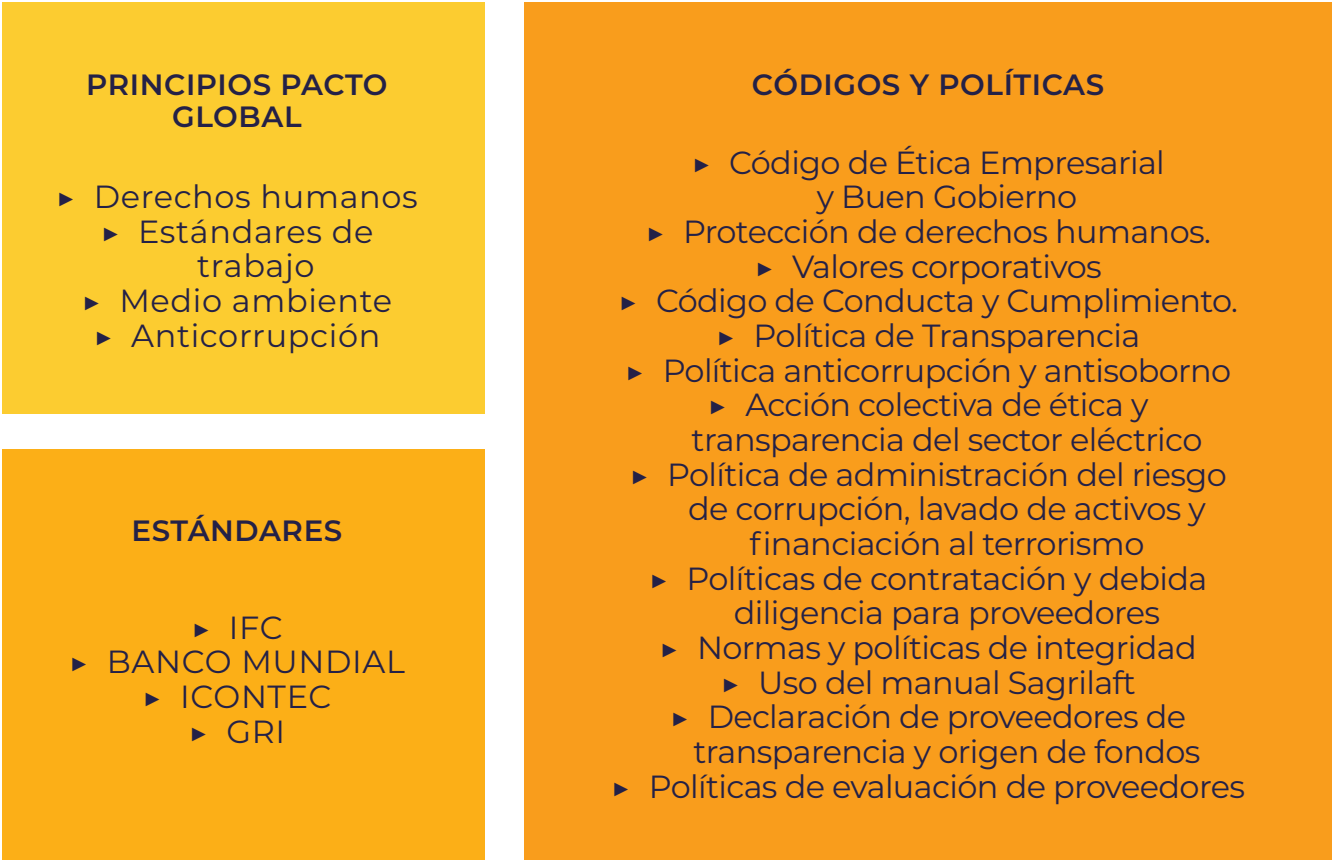 PRINCIPIOS PACTO
GLOBAL
▸ Derechos humanos
▸ Estándares de
trabajo
▸ Medio ambiente
▸ Anticorrupción
ESTÁNDARES
▸ IFC
▸ BANCO MUNDIAL
▸ ICONTEC
▸ GRI
CÓDIGOS Y POLÍTICAS
▸ Código de Ética Empresarial
y Buen Gobierno
▸ Protección de derechos humanos.
▸ Valores corporativos
▸ Código de Conducta y Cumplimiento.
▸ Política de Transparencia
▸ Política anticorrupción y antisoborno
▸ Acción colectiva de ética y
transparencia del sector eléctrico
▸ Política de administración del riesgo
de corrupción, lavado de activos y
financiación al terrorismo
▸ Políticas de contratación y debida
diligencia para proveedores
▸ Normas y políticas de integridad
▸ Uso del manual Sagrilaft
▸ Declaración de proveedores de
transparencia y origen de fondos
▸ Políticas de evaluación de proveedores